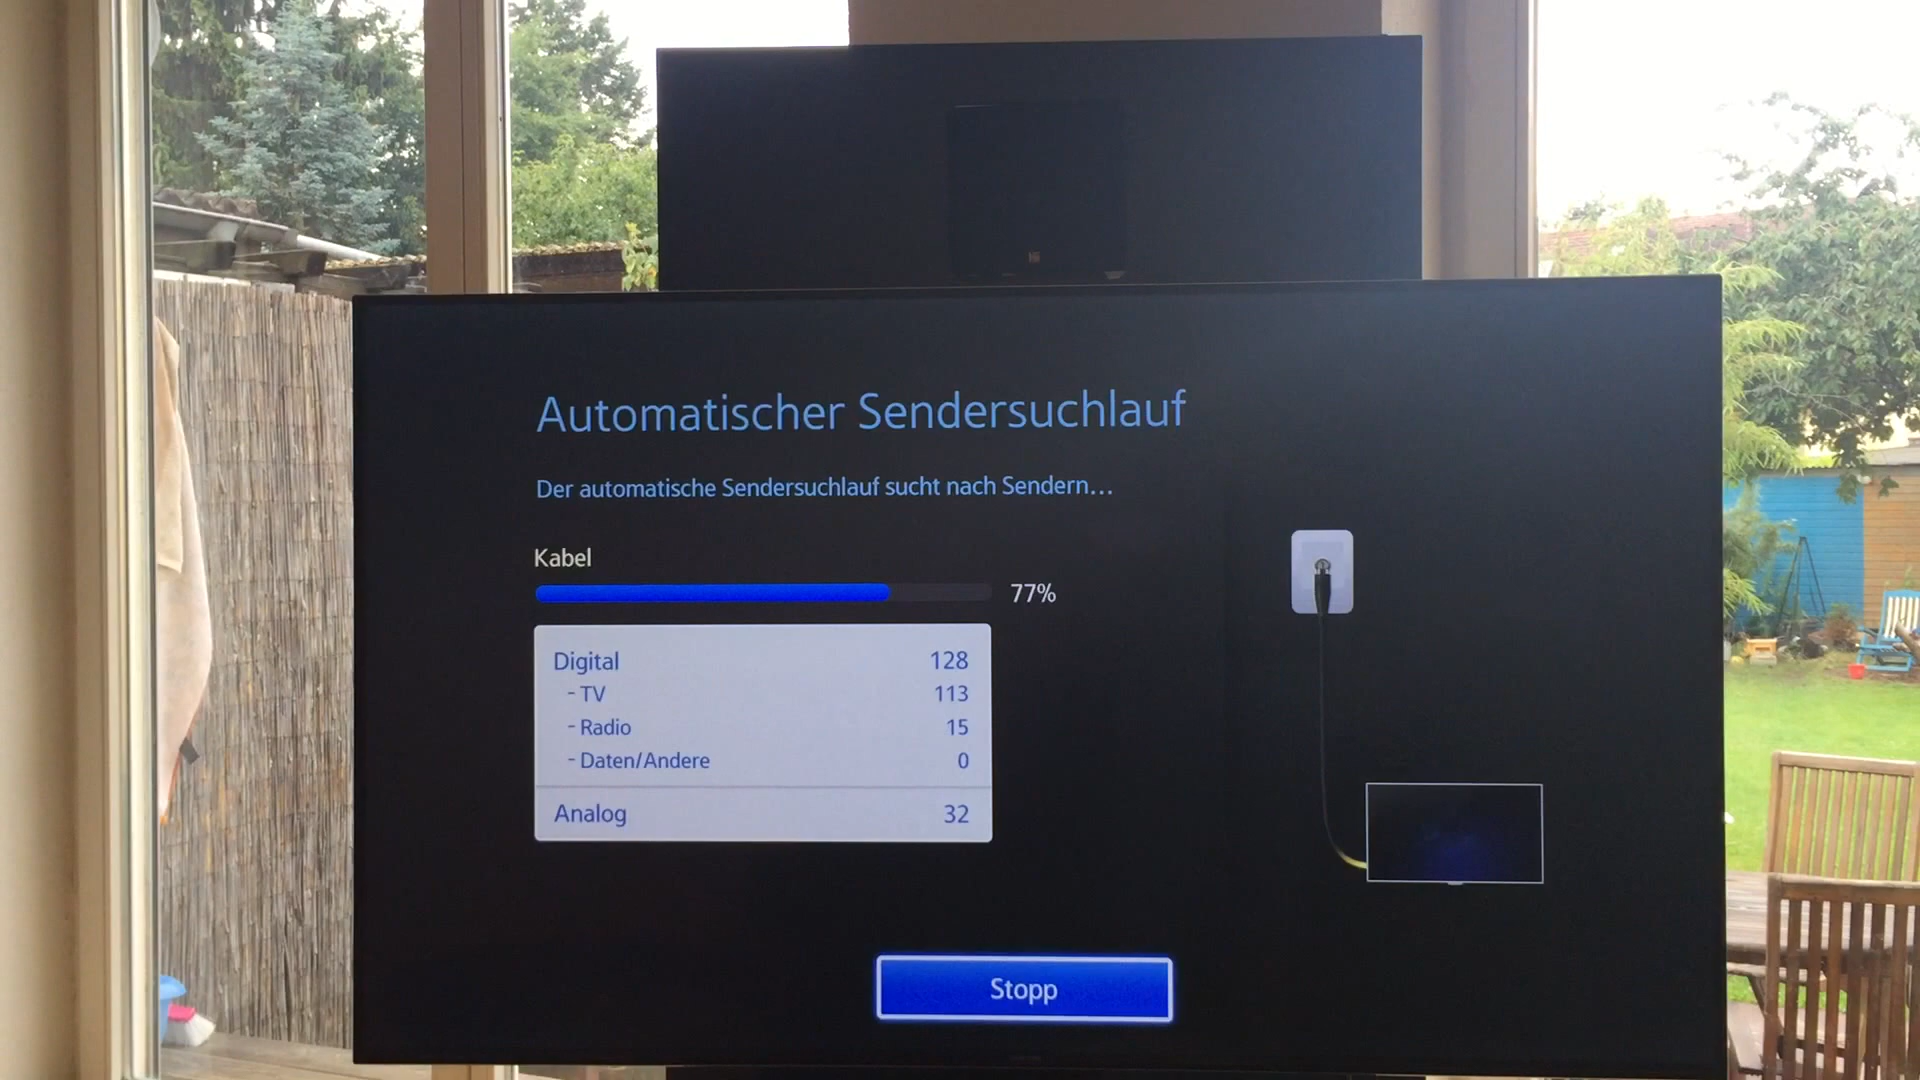 Automatischer Sendersuchlauf
Der automatische Sendersuchlauf sucht nach Sendern...
Kabel
77%
Digital 128
- TV 113
- Radio 15
- Daten/Andere 0
Analog 32
Stopp